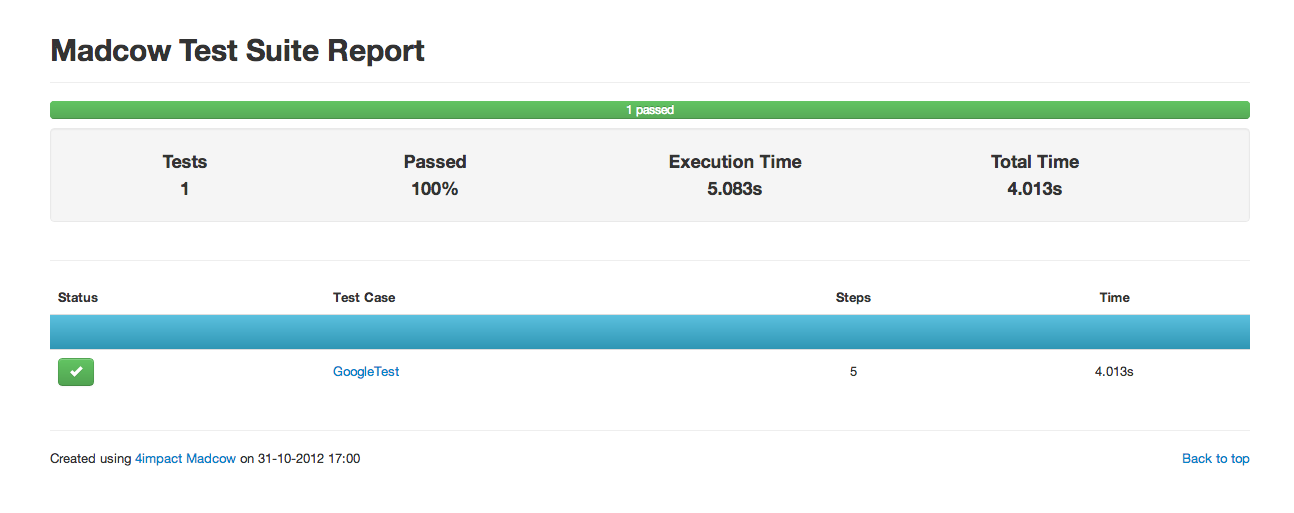 Madcow Test Suite Report
1 passed
Tests Passed Execution Time Total Time
1 100% 5.083s 4.013s
Status Test Case Steps Time
GoogleTest 5 4.013s
Created using 4impact Madcow on 31-10-2012 17:00 Back to top